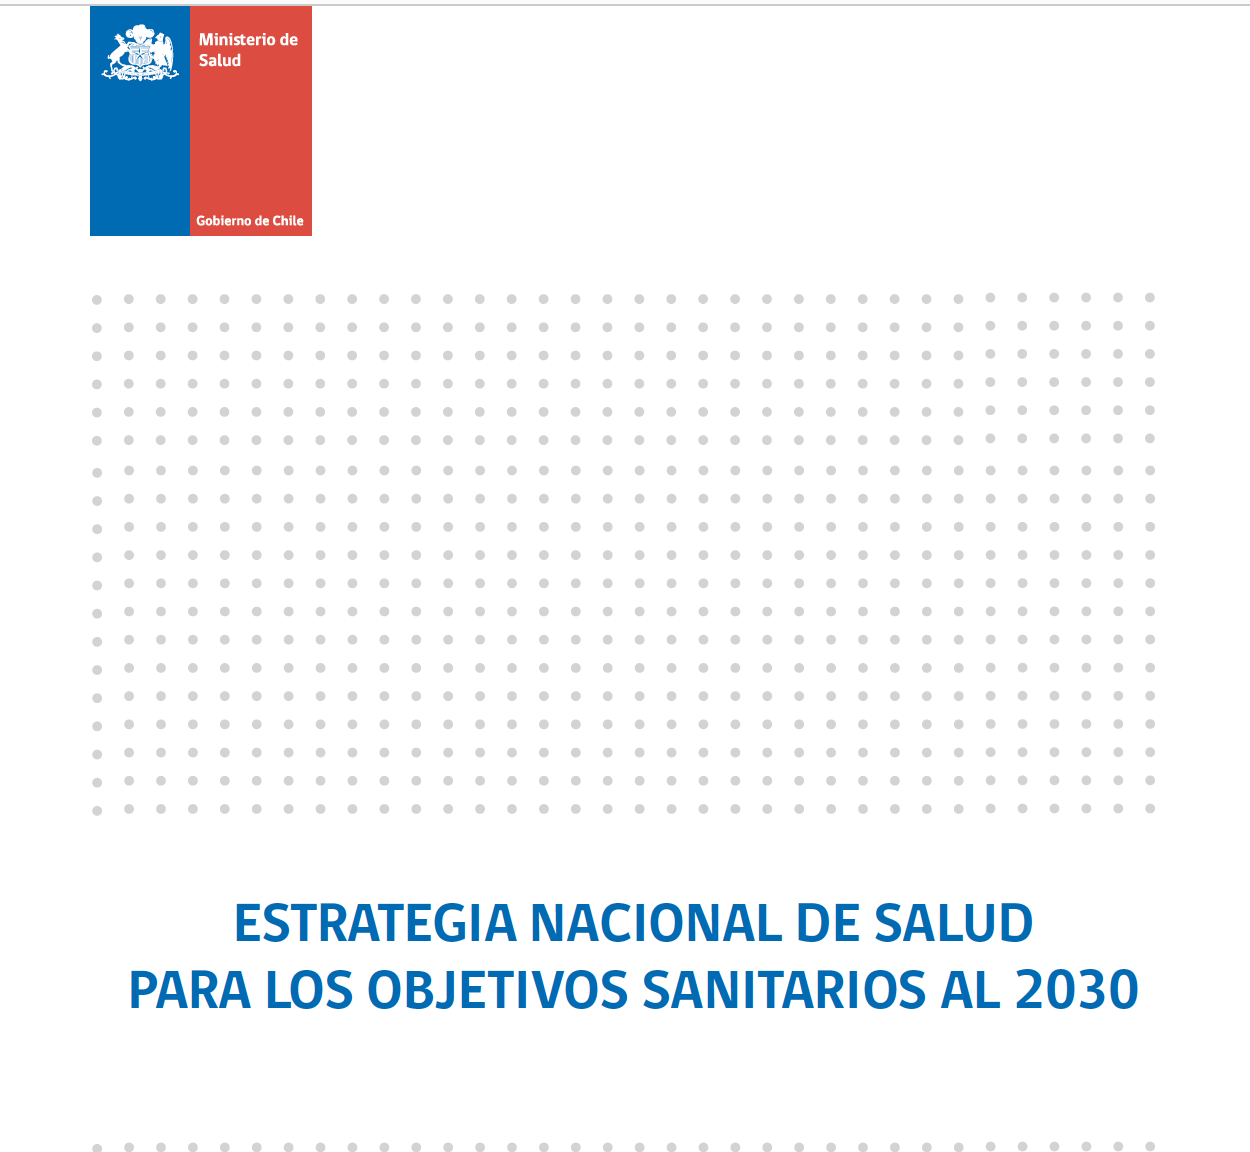 Ministerio de
Salud
Gobierno de Chile
ESTRATEGIA NACIONAL DE SALUD
PARA LOS OBJETIVOS SANITARIOS AL 2030